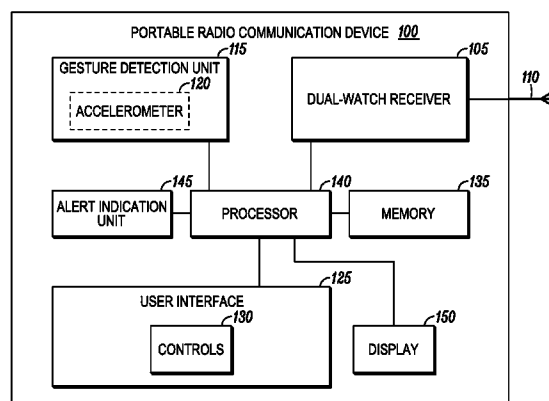 PORTABLE RADIO COMMUNICATION DEVICE 100
115
GESTURE DETECTION UNIT
120
ACCELEROMETER
105
DUAL-WATCH RECEIVER
110
145
ALERT INDICATION
UNIT
140
PROCESSOR
135
MEMORY
125
USER INTERFACE
130
CONTROLS
150
DISPLAY